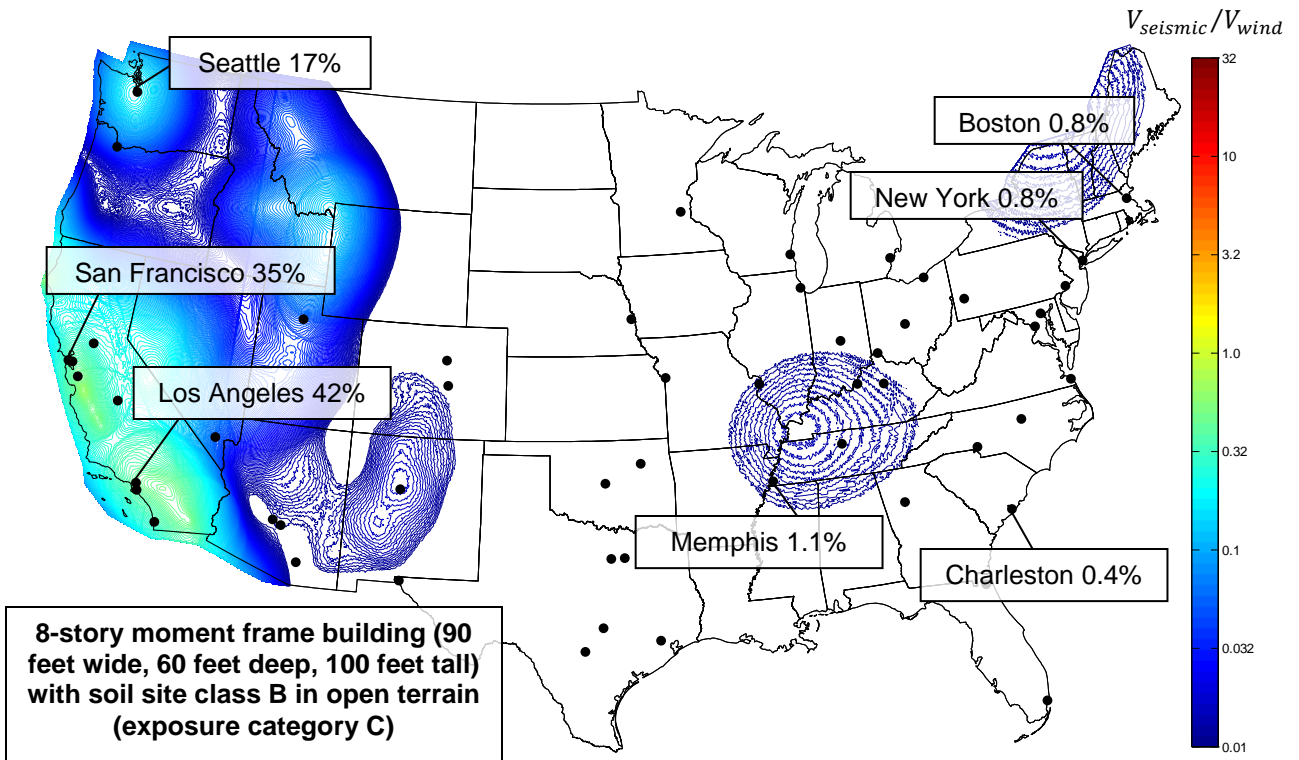 V_seismic/V_wind
Seattle 17%
Boston 0.8%
New York 0.8%
San Francisco 35%
Los Angeles 42%
Memphis 1.1%
Charleston 0.4%
8-story moment frame building (90
feet wide, 60 feet deep, 100 feet tall)
with soil site class B in open terrain
(exposure category C)
32
10
3.2
1.0
0.32
0.1
0.032
0.01